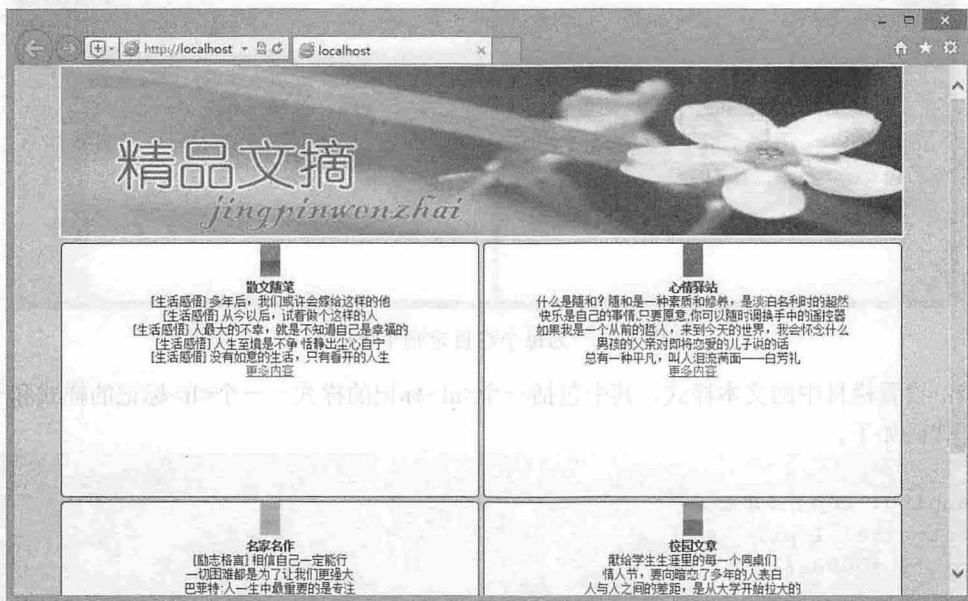 http://localhost
localhost
精品文摘
jingpinwenzhai
散文随笔
[生活感悟] 多年后，我们或许会嫁给这样的他
[生活感悟] 从今以后，试着做个这样的人
[生活感悟] 人最大的不幸，就是不知道自己是幸福的
[生活感悟] 人生至境是不争 恬静出尘心自宁
[生活感悟] 没有如意的生活，只有看开的人生
更多内容
心情驿站
什么是随和？随和是一种素质和修养，是淡泊名利时的超然
快乐是自己的事情,只要愿意,你可以随时调换手中的遥控器
如果我是一个从前的哲人，来到今天的世界，我会怀念什么
男孩的父亲对即将恋爱的儿子说的话
总有一种平凡，叫人泪流满面——白芳礼
更多内容
名家名作
[励志格言] 相信自己一定能行
一切困难都是为了让我们更强大
巴菲特:人一生中最重要的是专注
校园文章
献给学生生涯里的每一个同桌们
情人节，要向暗恋了多年的人表白
人与人之间的差距，是从大学开始拉大的